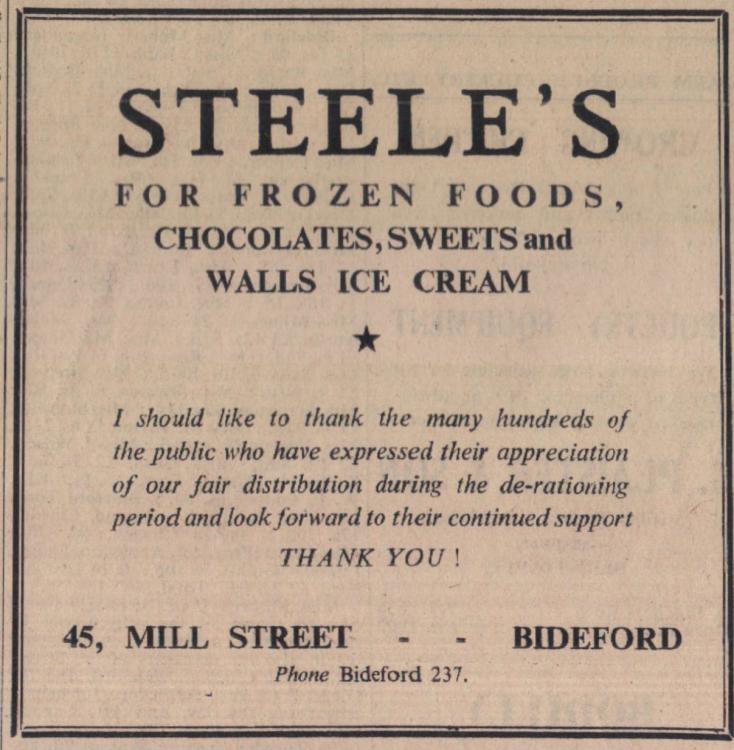 STEELE'S
FOR FROZEN FOODS,
CHOCOLATES, SWEETS and
WALLS ICE CREAM
★
I should like to thank the many hundreds of
the public who have expressed their appreciation
of our fair distribution during the de-rationing
period and look forward to their continued support
THANK YOU !
45, MILL STREET - - BIDEFORD
Phone Bideford 237.